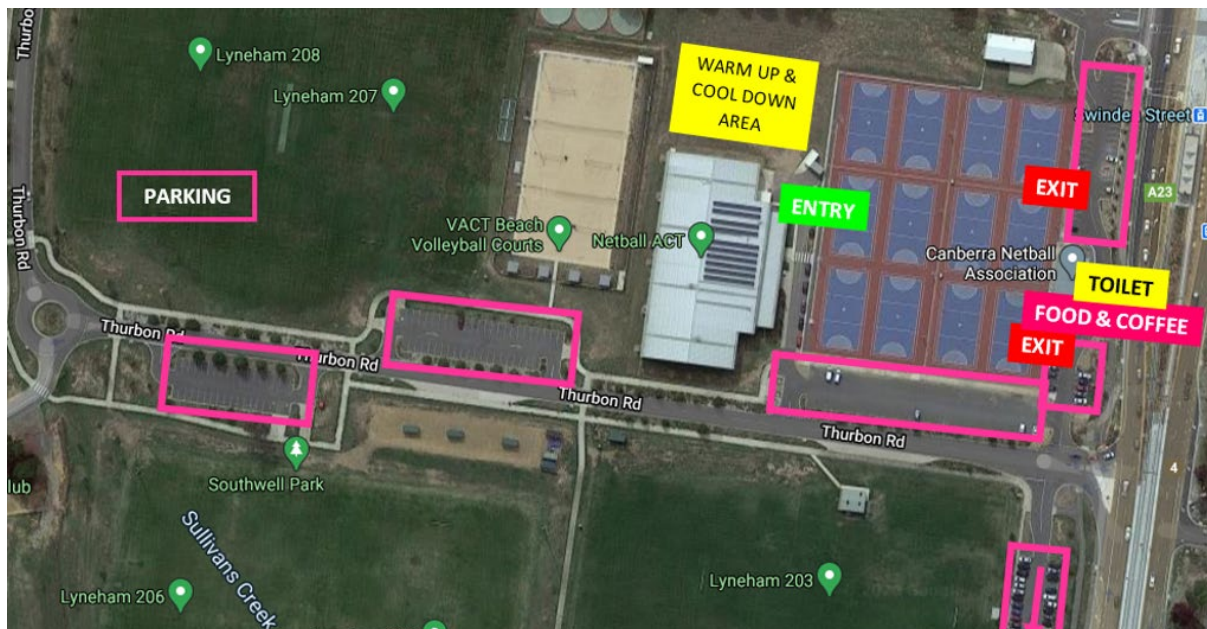 Thurbon
Lyneham 208
Lyneham 207
WARM UP &
COOL DOWN
AREA
Swinden Street
PARKING
EXIT
A23
ENTRY
VACT Beach
Volleyball Courts
Netball ACT
Canberra Netball
Association
TOILET
FOOD & COFFEE
EXIT
Thurbon Rd
Thurbon Rd
Thurbon Rd
Thurbon Rd
Thurbon Rd
Southwell Park
lub
4
Sullivans Creek
Lyneham 206
Lyneham 203